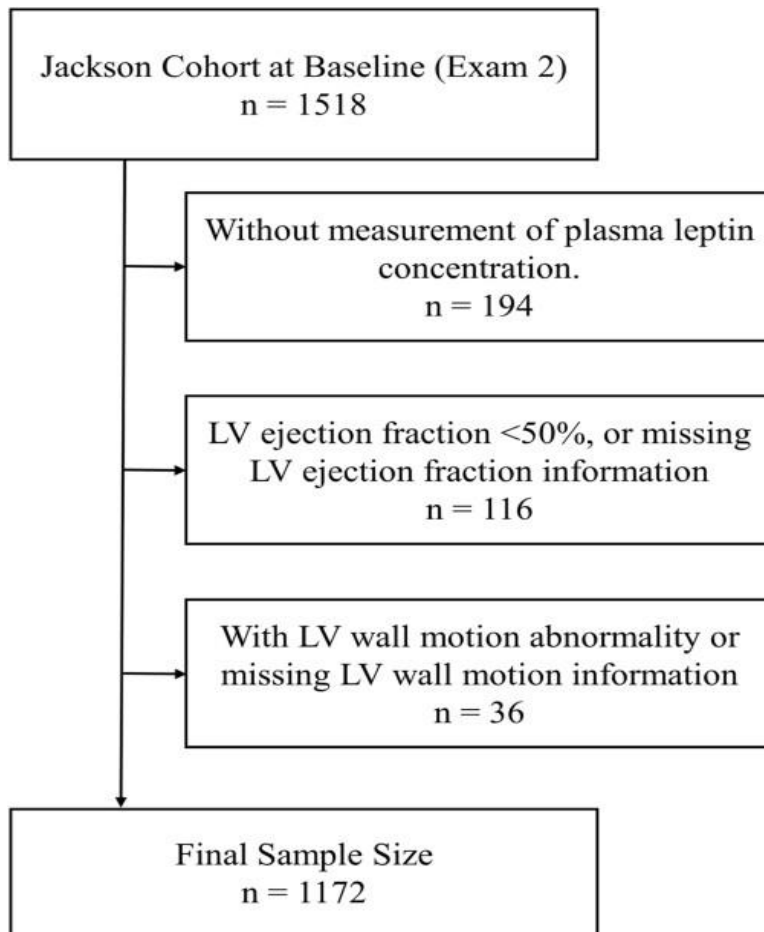 Jackson Cohort at Baseline (Exam 2)
n = 1518
Without measurement of plasma leptin
concentration.
n = 194
LV ejection fraction <50%, or missing
LV ejection fraction information
n = 116
With LV wall motion abnormality or
missing LV wall motion information
n = 36
Final Sample Size
n = 1172